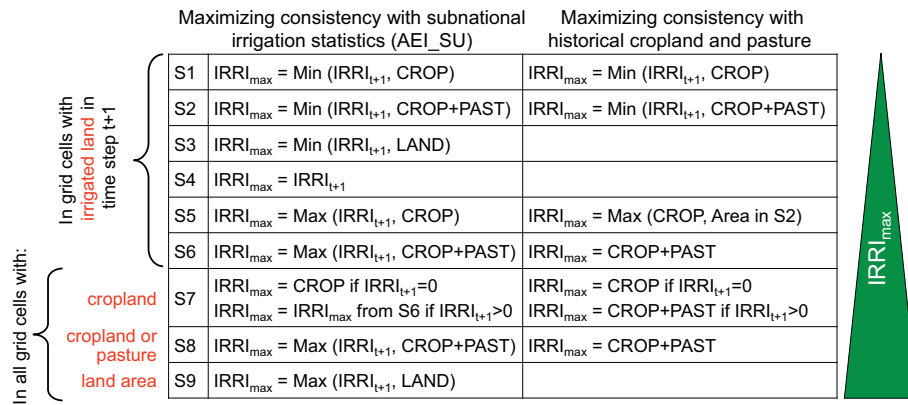 Maximizing consistency with subnational irrigation statistics (AEI_SU)
Maximizing consistency with historical cropland and pasture
In grid cells with irrigated land in time step t+1
S1 IRRImax = Min (IRRIt+1, CROP) IRRImax = Min (IRRIt+1, CROP)
S2 IRRImax = Min (IRRIt+1, CROP+PAST) IRRImax = Min (IRRIt+1, CROP+PAST)
S3 IRRImax = Min (IRRIt+1, LAND)
S4 IRRImax = IRRIt+1
S5 IRRImax = Max (IRRIt+1, CROP) IRRImax = Max (CROP, Area in S2)
S6 IRRImax = Max (IRRIt+1, CROP+PAST) IRRImax = CROP+PAST
In all grid cells with:
cropland
S7 IRRImax = CROP if IRRIt+1=0 IRRImax = CROP if IRRIt+1=0
IRRImax = IRRImax from S6 if IRRIt+1>0 IRRImax = CROP+PAST if IRRIt+1>0
cropland or
pasture
S8 IRRImax = Max (IRRIt+1, CROP+PAST) IRRImax = CROP+PAST
land area
S9 IRRImax = Max (IRRIt+1, LAND)
IRRImax